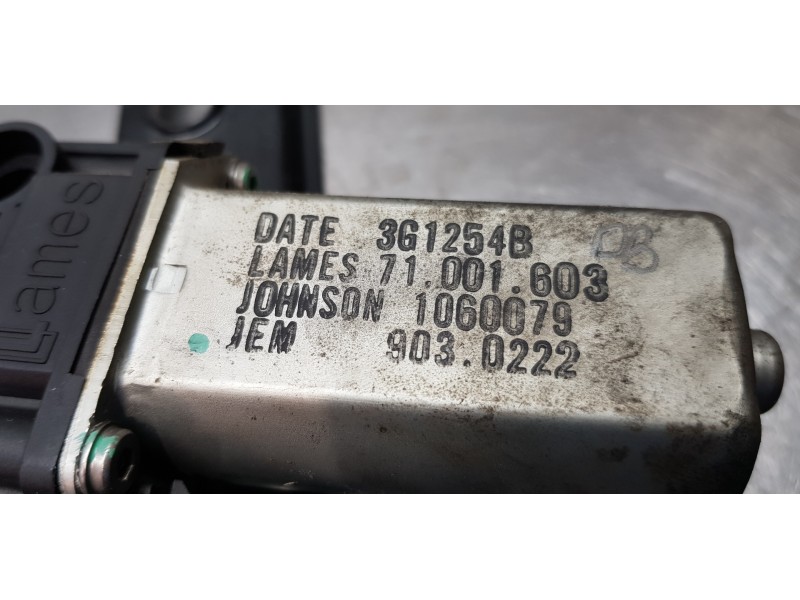 Lames
DATE 3G1254B
LAMES 71.001.603
JOHNSON 1060079
JEM 903.0222